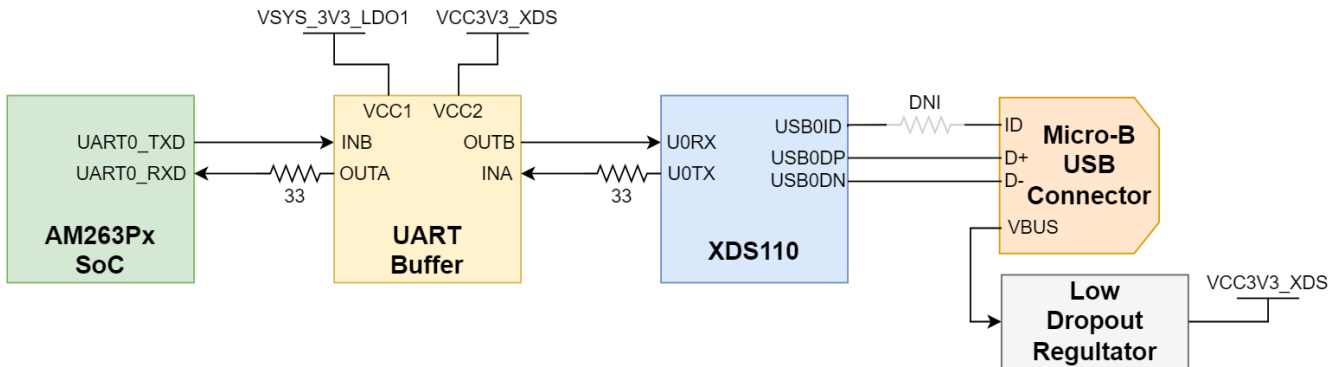 VSYS_3V3_LDO1
VCC3V3_XDS
VCC1
VCC2
UART0_TXD
UART0_RXD
33
AM263Px
SoC
INB
OUTA
OUTB
INA
UART
Buffer
33
U0RX
U0TX
USB0ID
USB0DP
USB0DN
XDS110
DNI
ID
D+
D-
VBUS
Micro-B
USB
Connector
Low
Dropout
Regultator
VCC3V3_XDS